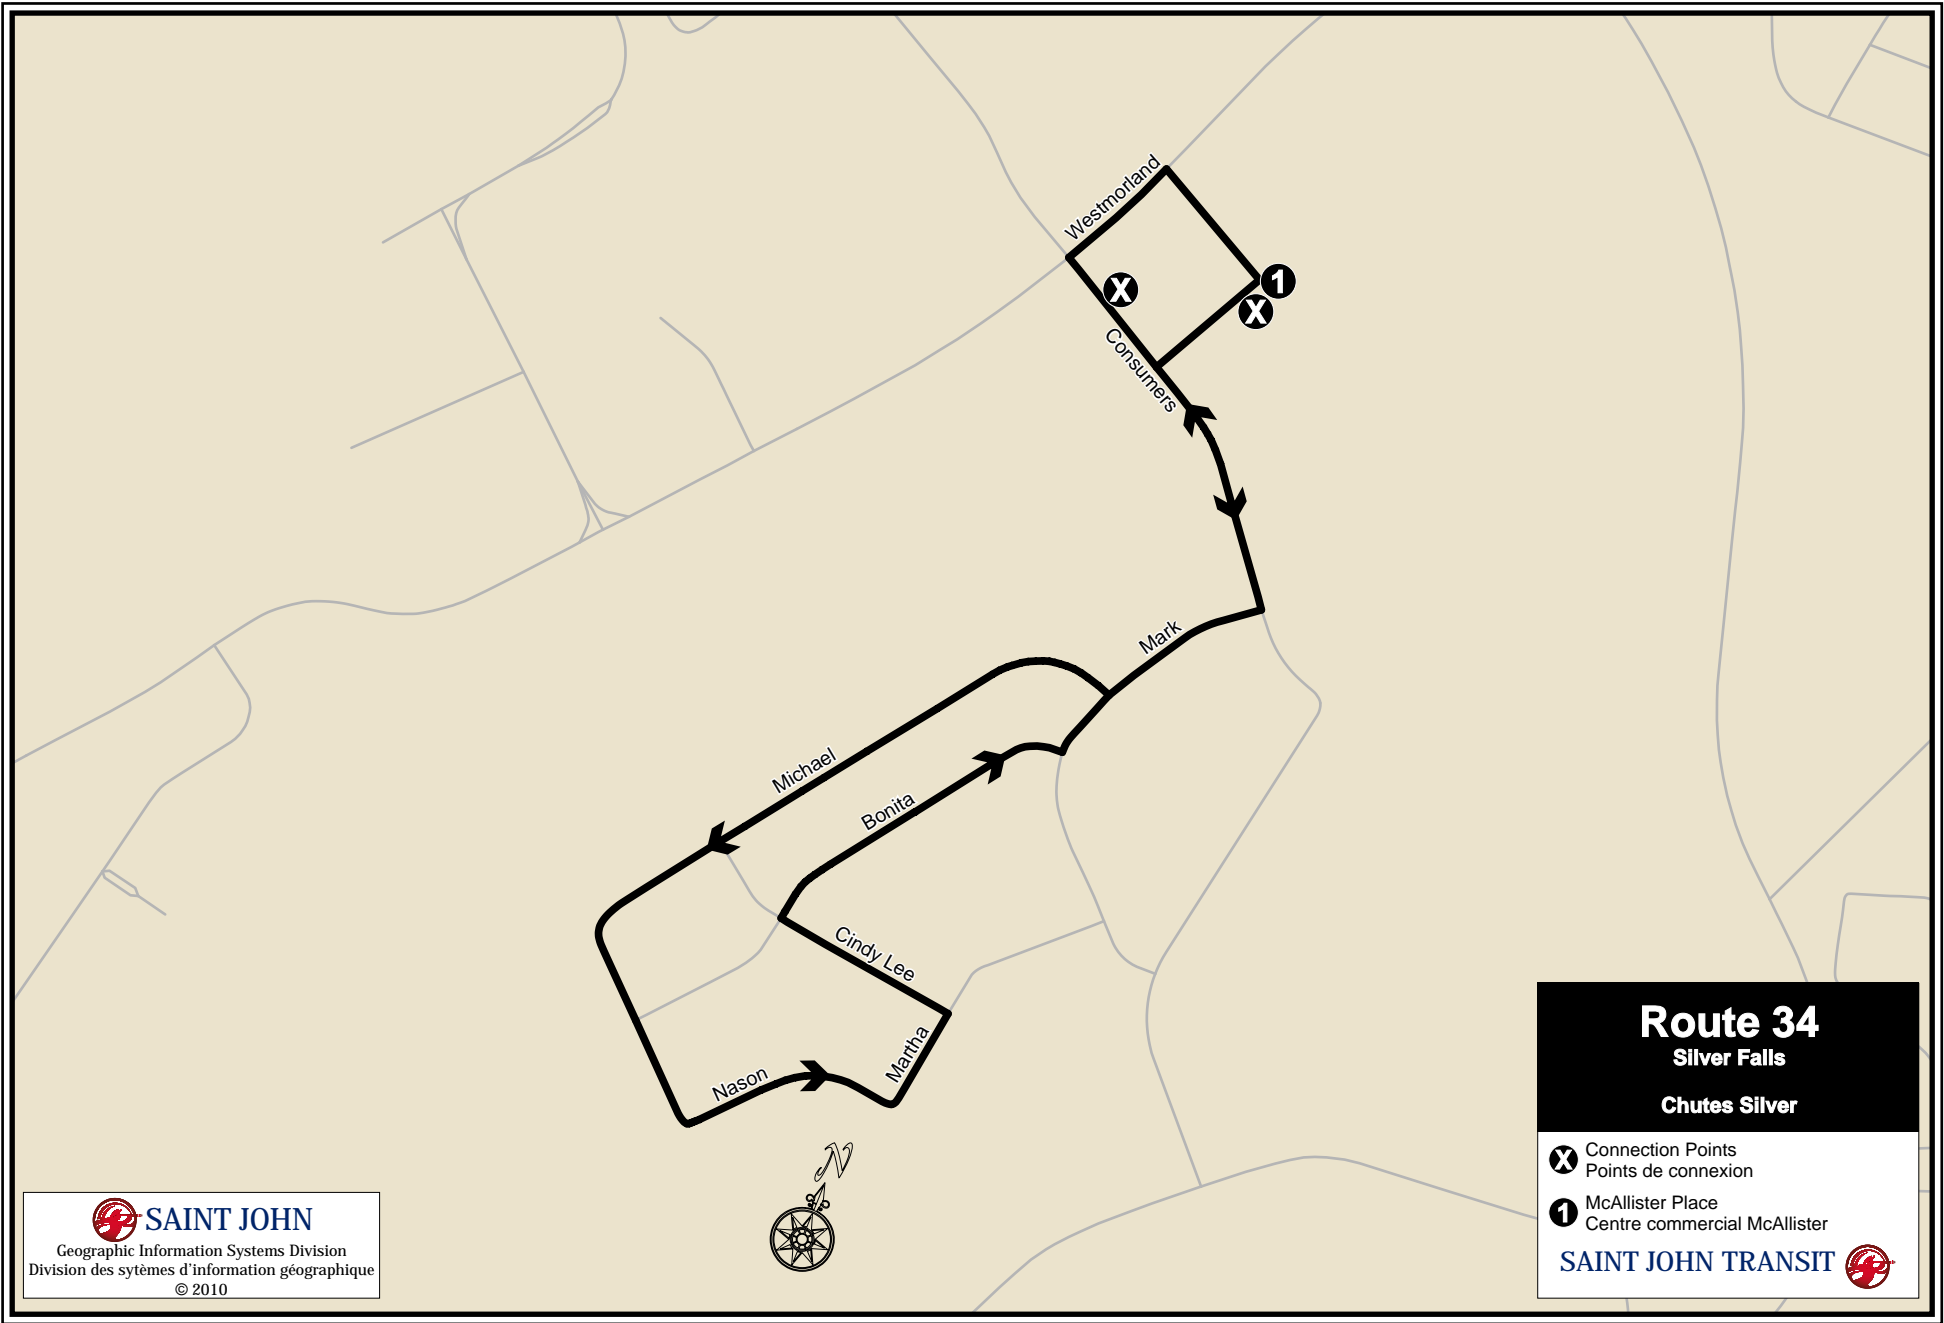 Westmorland
X
1
X
Consumers
Mark
Michael
Bonita
Cindy Lee
Martha
Nason
N
Route 34
Silver Falls
Chutes Silver
X Connection Points
Points de connexion
1 McAllister Place
Centre commercial McAllister
SAINT JOHN TRANSIT
SAINT JOHN
Geographic Information Systems Division
Division des sytèmes d'information géographique
© 2010